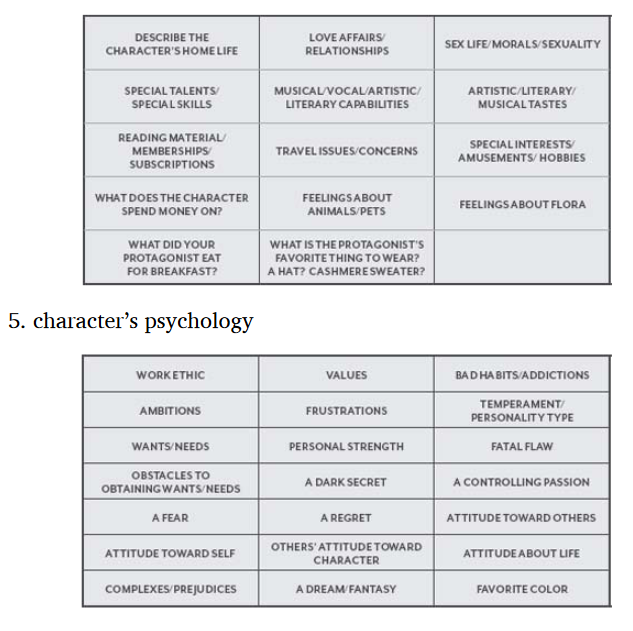 DESCRIBE THE
CHARACTER'S HOME LIFE
LOVE AFFAIRS/
RELATIONSHIPS
SEX LIFE/MORALS/SEXUALITY
SPECIAL TALENTS/
SPECIAL SKILLS
MUSICAL/VOCAL/ARTISTIC/
LITERARY CAPABILITIES
ARTISTIC/LITERARY/
MUSICAL TASTES
READING MATERIAL/
MEMBERSHIPS/
SUBSCRIPTIONS
TRAVEL ISSUES/CONCERNS
SPECIAL INTERESTS/
AMUSEMENTS/HOBBIES
WHAT DOES THE CHARACTER
SPEND MONEY ON?
FEELINGS ABOUT
ANIMALS/PETS
FEELINGS ABOUT FLORA
WHAT DID YOUR
PROTAGONIST EAT
FOR BREAKFAST?
WHAT IS THE PROTAGONIST'S
FAVORITE THING TO WEAR?
A HAT? CASHMERE SWEATER?
5. character's psychology
WORK ETHIC
VALUES
BAD HABITS/ADDICTIONS
AMBITIONS
FRUSTRATIONS
TEMPERAMENT/
PERSONALITY TYPE
WANTS/NEEDS
PERSONAL STRENGTH
FATAL FLAW
OBSTACLES TO
OBTAINING WANTS/NEEDS
A DARK SECRET
A CONTROLLING PASSION
A FEAR
A REGRET
ATTITUDE TOWARD OTHERS
ATTITUDE TOWARD SELF
OTHERS' ATTITUDE TOWARD
CHARACTER
ATTITUDE ABOUT LIFE
COMPLEXES/PREJUDICES
A DREAM/FANTASY
FAVORITE COLOR